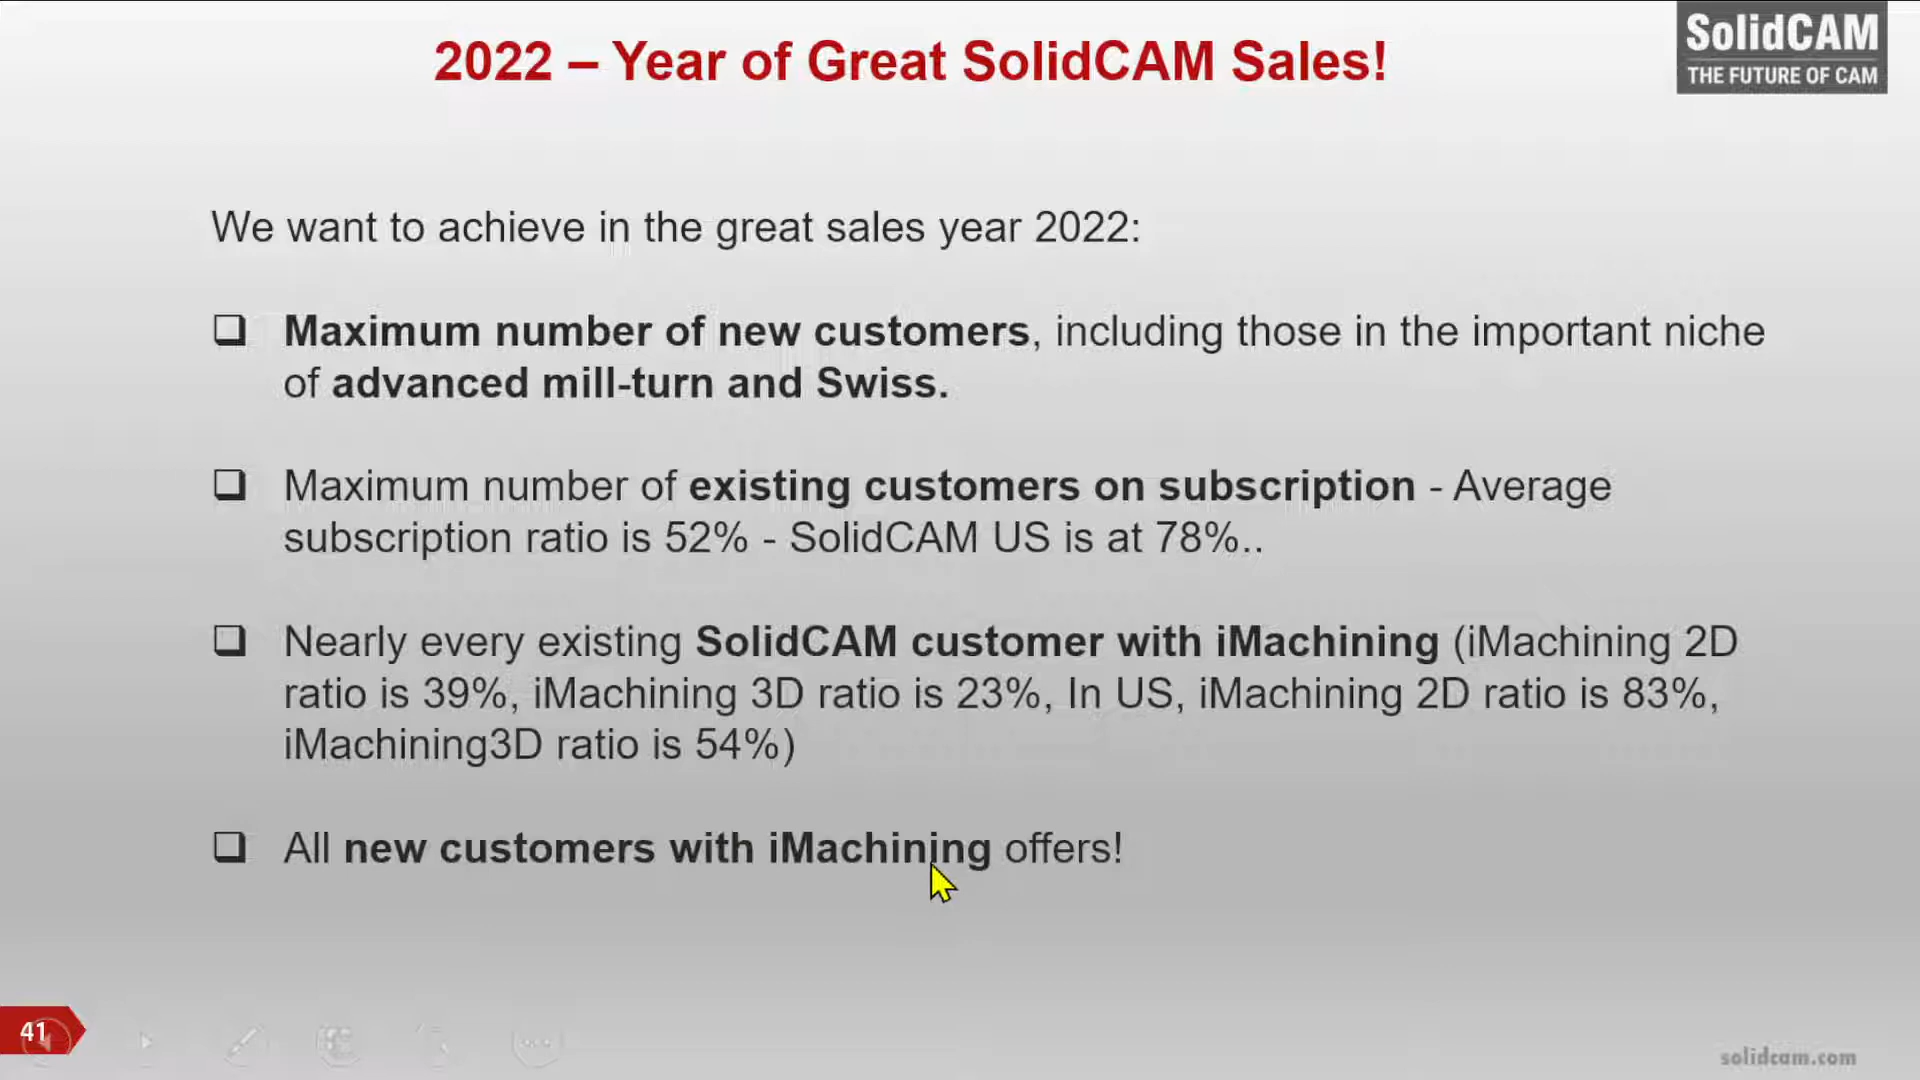 2022 – Year of Great SolidCAM Sales!
SolidCAM
THE FUTURE OF CAM
We want to achieve in the great sales year 2022:
Maximum number of new customers, including those in the important niche
of advanced mill-turn and Swiss.
Maximum number of existing customers on subscription - Average
subscription ratio is 52% - SolidCAM US is at 78%..
Nearly every existing SolidCAM customer with iMachining (iMachining 2D
ratio is 39%, iMachining 3D ratio is 23%, In US, iMachining 2D ratio is 83%,
iMachining3D ratio is 54%)
All new customers with iMachining offers!
41
solidcam.com